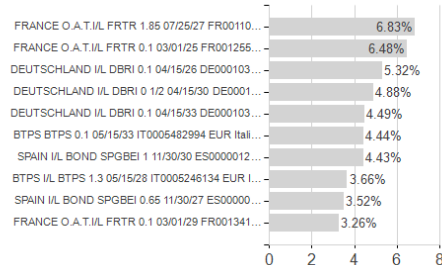 FRANCE O.A.T.I/L FRTR 1.85 07/25/27 FR00110... 6.83%
FRANCE O.A.T.I/L FRTR 0.1 03/01/25 FR001255... 6.48%
DEUTSCHLAND I/L DBRI 0.1 04/15/26 DE000103... 5.32%
DEUTSCHLAND I/L DBRI 0 1/2 04/15/30 DE0001... 4.88%
DEUTSCHLAND I/L DBRI 0.1 04/15/33 DE000103... 4.49%
BTPS BTPS 0.1 05/15/33 IT0005482994 EUR Itali... 4.44%
SPAIN I/L BOND SPGBEI 1 11/30/30 ES0000012... 4.43%
BTPS I/L BTPS 1.3 05/15/28 IT0005246134 EUR I... 3.66%
SPAIN I/L BOND SPGBEI 0.65 11/30/27 ES00000... 3.52%
FRANCE O.A.T.I/L FRTR 0.1 03/01/29 FR001341... 3.26%
0 2 4 6 8